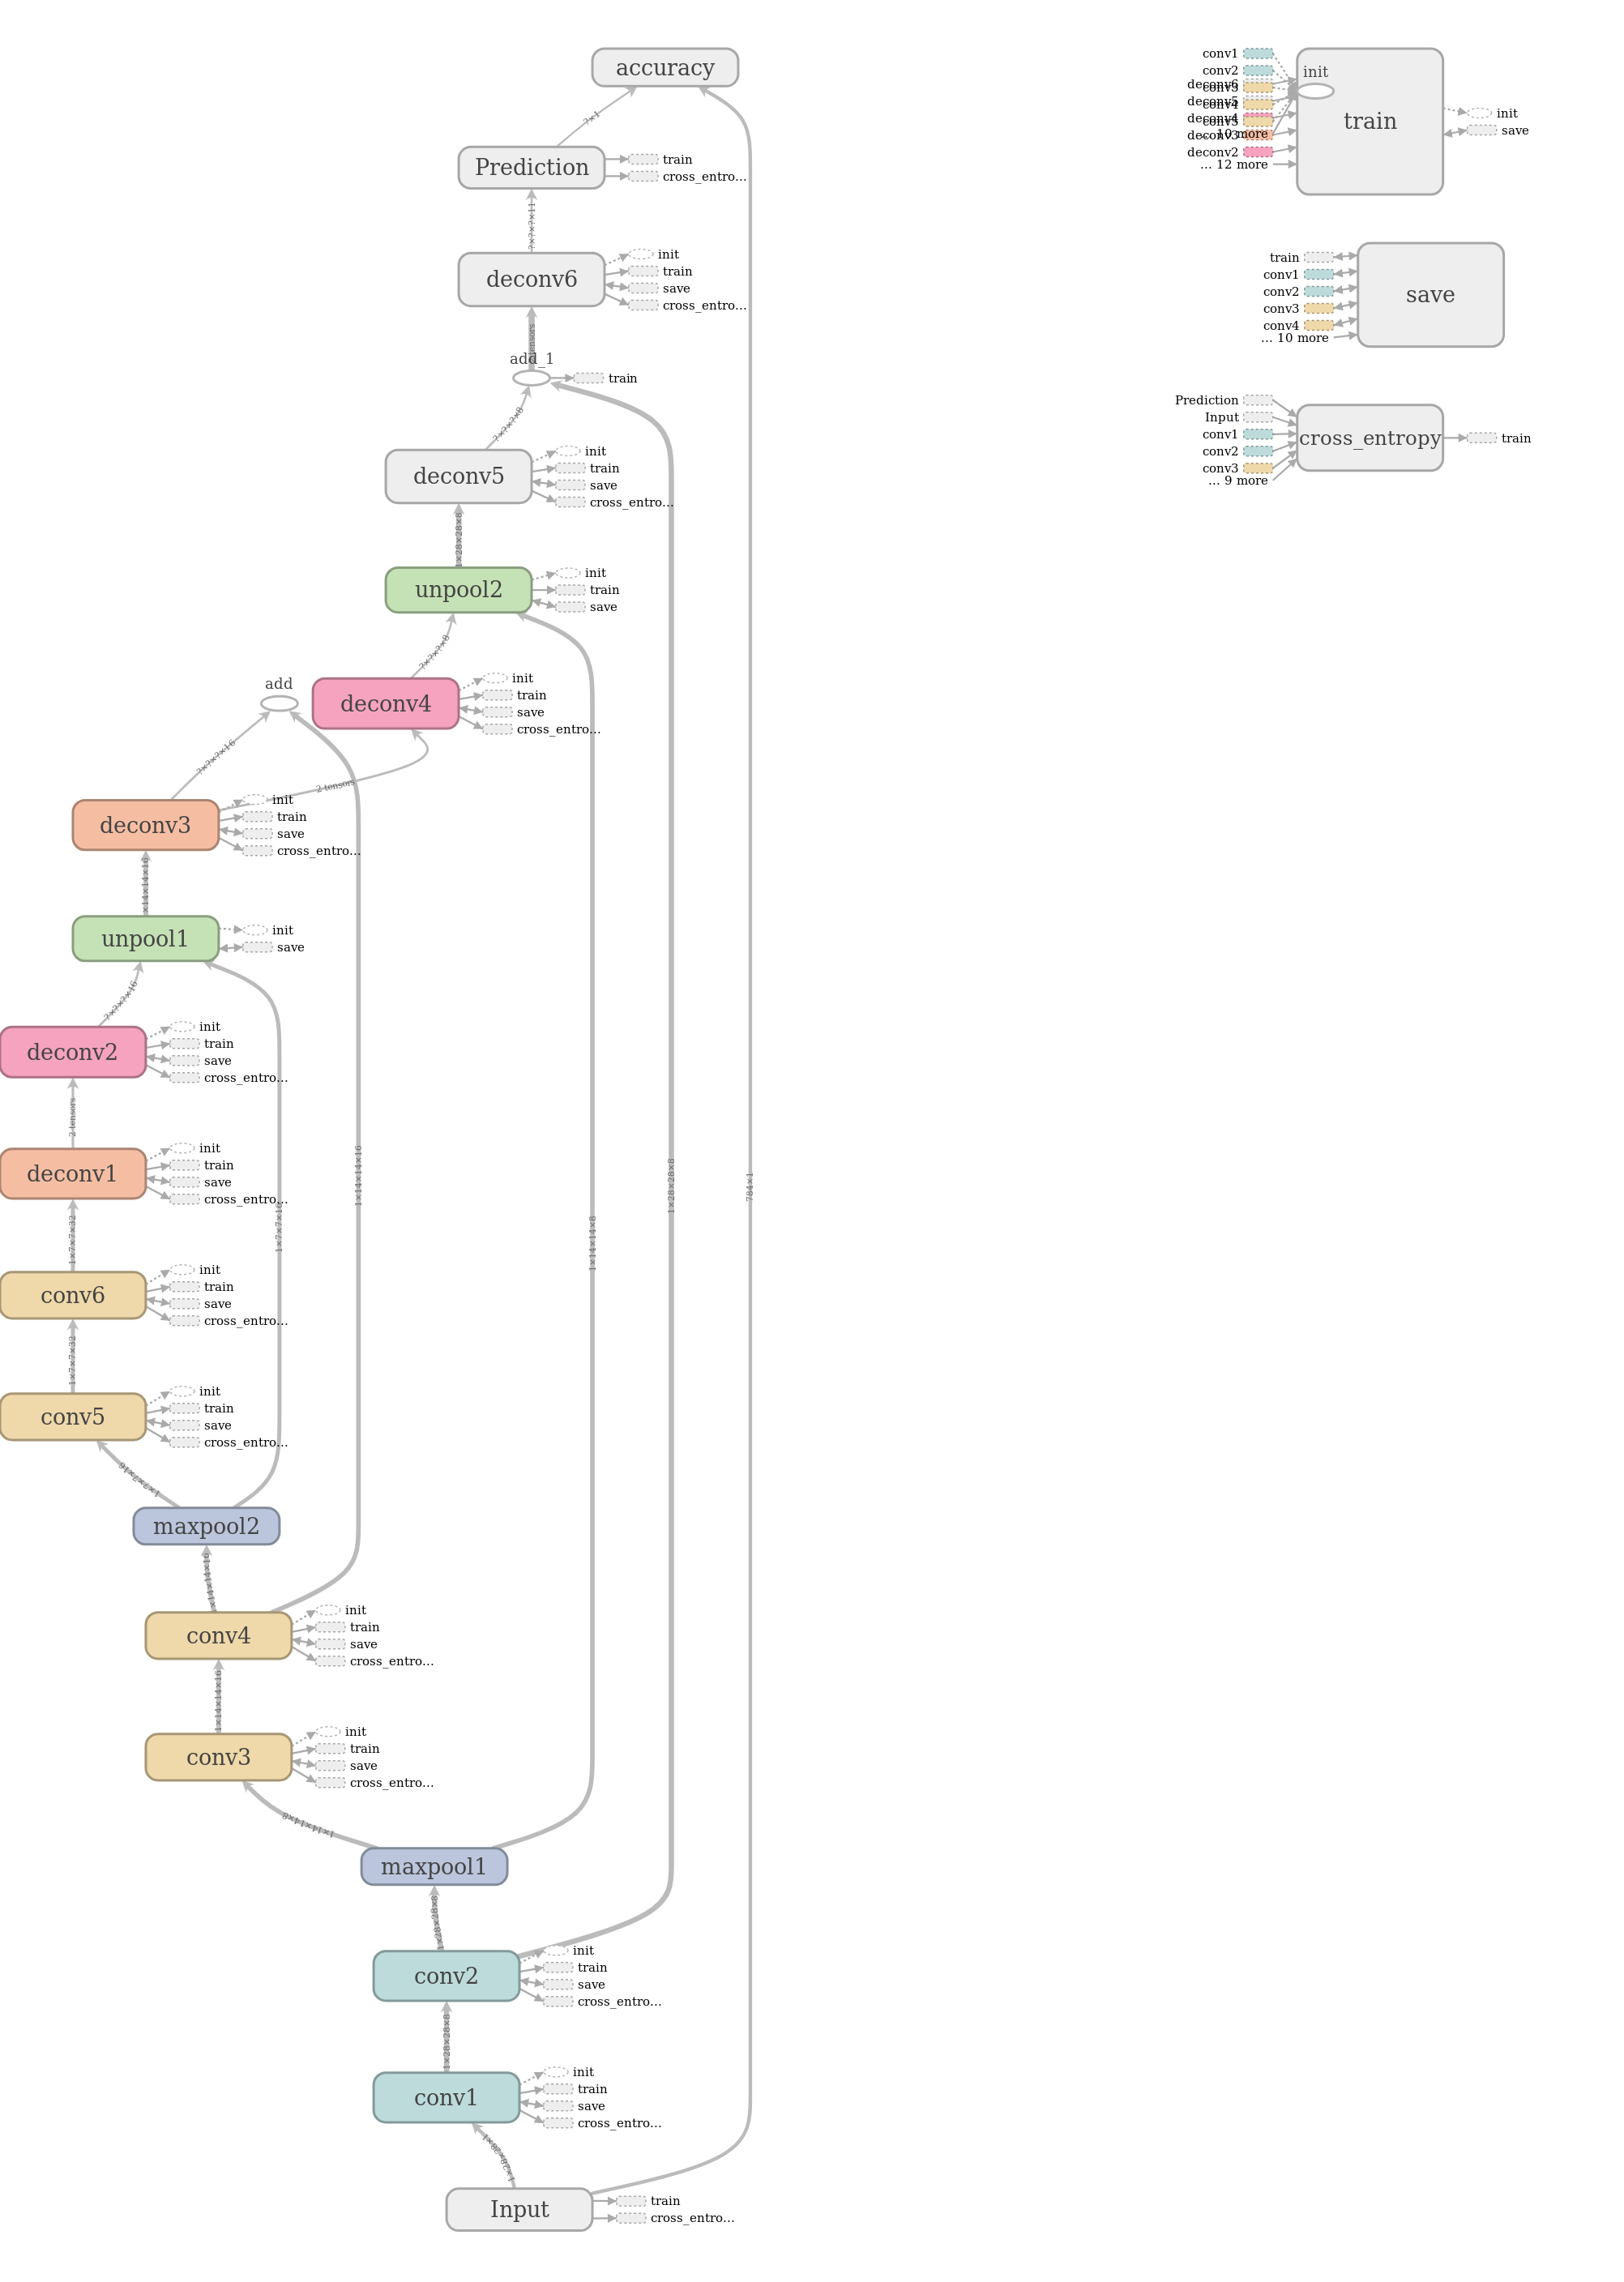 accuracy
?×1
Prediction
train
cross_entro...
?×?×?×11
deconv6
init
train
save
cross_entro...
add_1
train
?×?×?×8
deconv5
init
train
save
cross_entro...
1×28×28×8
unpool2
init
train
save
?×?×?×8
add
deconv4
init
train
save
cross_entro...
?×?×?×16
2 tensors
deconv3
init
train
save
cross_entro...
×14×14×16
unpool1
init
save
?×?×?×16
deconv2
init
train
save
cross_entro...
2 tensors
deconv1
init
train
save
cross_entro...
1×14×14×16
1×28×28×8
784×1
1×7×7×16
1×14×14×8
1×7×7×32
conv6
init
train
save
cross_entro...
1×7×7×32
conv5
init
train
save
cross_entro...
1×7×7×16
maxpool2
×14×14×16
conv4
init
train
save
cross_entro...
1×14×14×16
conv3
init
train
save
cross_entro...
1×14×14×8
maxpool1
1×28×28×8
conv2
init
train
save
cross_entro...
1×28×28×8
conv1
init
train
save
cross_entro...
1×28×28×1
Input
train
cross_entro...
conv1
conv2
deconv6
conv3
deconv5
conv4
deconv4
conv5
deconv3
... 10 more
deconv2
... 12 more
init
train
init
save
train
conv1
conv2
conv3
conv4
... 10 more
save
Prediction
Input
conv1
conv2
conv3
... 9 more
cross_entropy
train